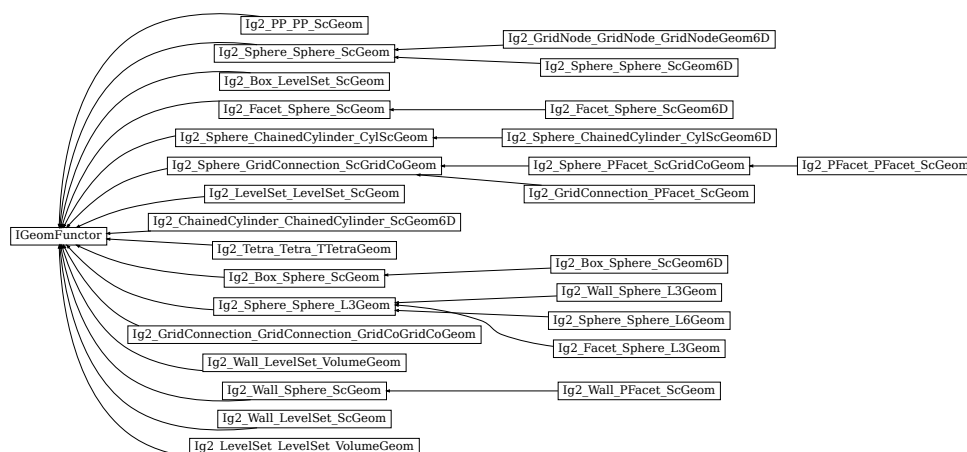 Ig2_PP_PP_ScGeom
Ig2_GridNode_GridNode_GridNodeGeom6D
Ig2_Sphere_Sphere_ScGeom
Ig2_Sphere_Sphere_ScGeom6D
Ig2_Box_LevelSet_ScGeom
Ig2_Facet_Sphere_ScGeom
Ig2_Facet_Sphere_ScGeom6D
Ig2_Sphere_ChainedCylinder_CylScGeom
Ig2_Sphere_ChainedCylinder_CylScGeom6D
Ig2_Sphere_GridConnection_ScGridCoGeom
Ig2_Sphere_PFacet_ScGridCoGeom
Ig2_PFacet_PFacet_ScGeom
Ig2_LevelSet_LevelSet_ScGeom
Ig2_GridConnection_PFacet_ScGeom
Ig2_ChainedCylinder_ChainedCylinder_ScGeom6D
IGeomFunctor
Ig2_Tetra_Tetra_TTetraGeom
Ig2_Box_Sphere_ScGeom
Ig2_Box_Sphere_ScGeom6D
Ig2_Wall_Sphere_L3Geom
Ig2_Sphere_Sphere_L3Geom
Ig2_Sphere_Sphere_L6Geom
Ig2_GridConnection_GridConnection_GridCoGridCoGeom
Ig2_Facet_Sphere_L3Geom
Ig2_Wall_LevelSet_VolumeGeom
Ig2_Wall_Sphere_ScGeom
Ig2_Wall_PFacet_ScGeom
Ig2_Wall_LevelSet_ScGeom
Ig2_LevelSet_LevelSet_VolumeGeom